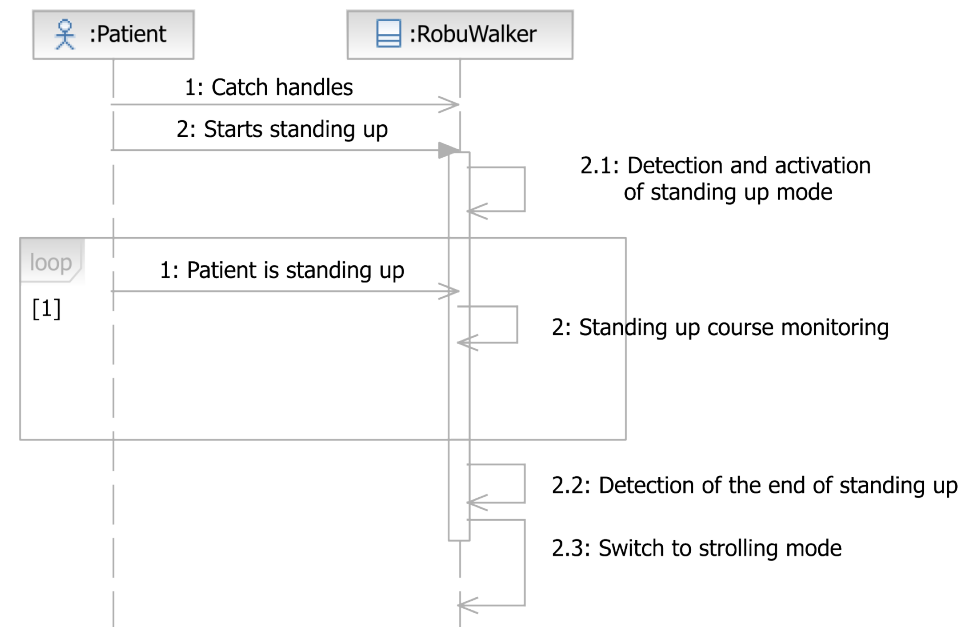 :Patient
:RobuWalker
1: Catch handles
2: Starts standing up
2.1: Detection and activation
of standing up mode
loop
1: Patient is standing up
[1]
2: Standing up course monitoring
2.2: Detection of the end of standing up
2.3: Switch to strolling mode